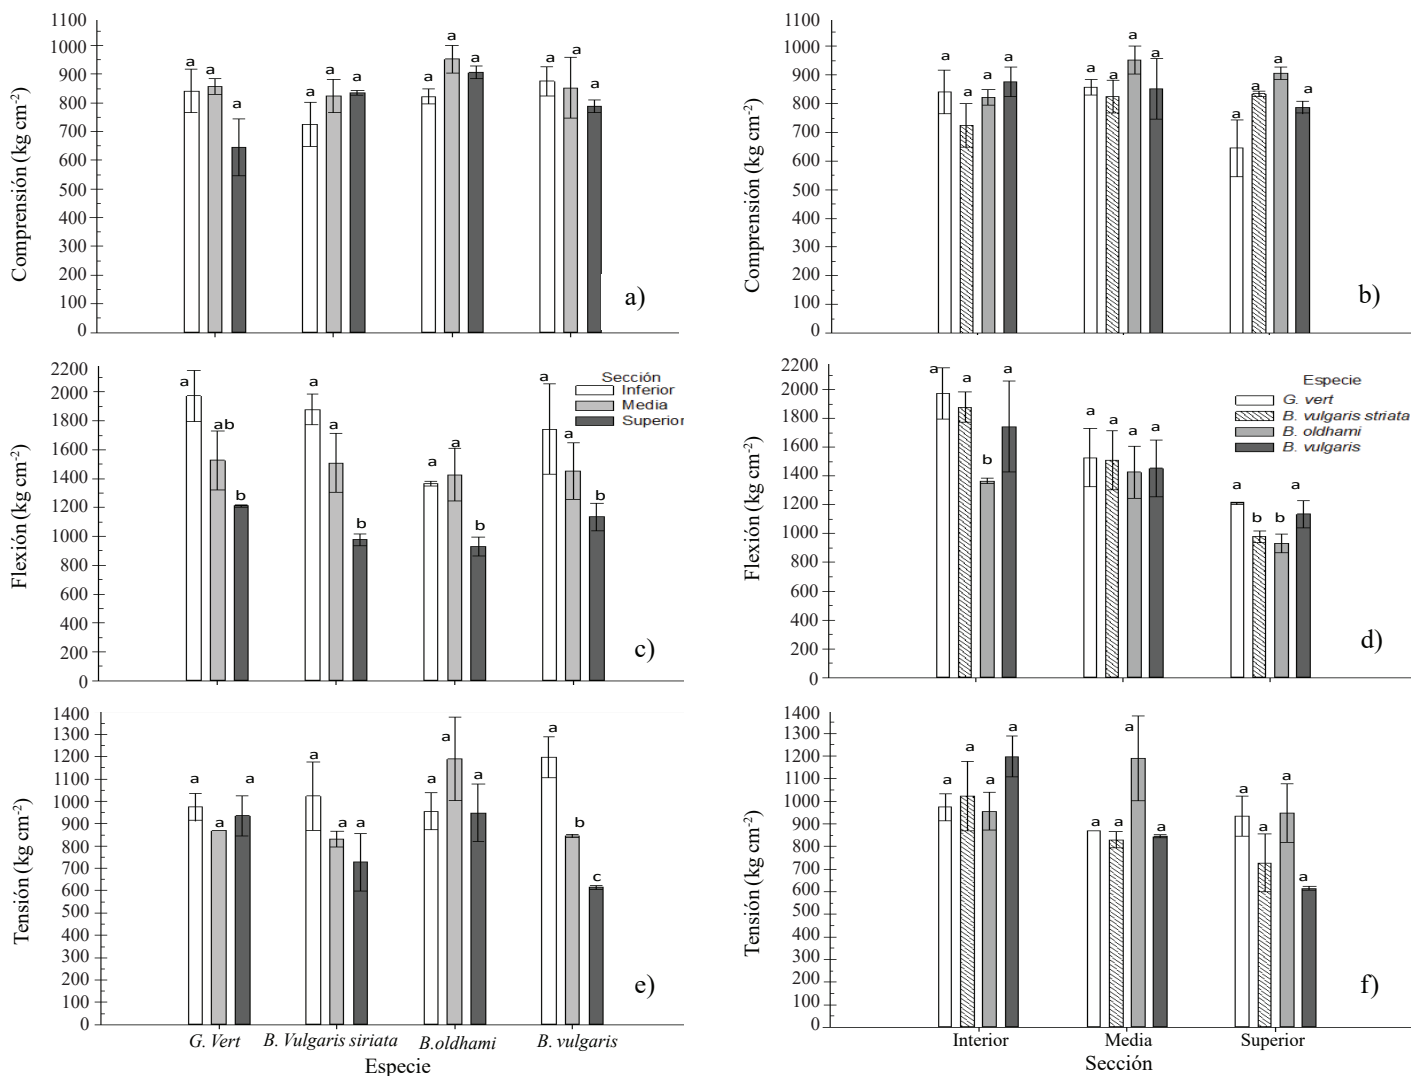 1100
1000
900
800
700
600
500
400
300
200
100
0
Comprensión (kg cm-2)
a a a
a a a
a a a
a a a
a)
1100
1000
900
800
700
600
500
400
300
200
100
0
Comprensión (kg cm-2)
a a a a
a a a a
a a a a
b)
2200
2000
1800
1600
1400
1200
1000
800
600
400
200
0
Flexión (kg cm-2)
a ab b
a a b
a a b
a a b
Sección
Inferior
Media
Superior
c)
2200
2000
1800
1600
1400
1200
1000
800
600
400
200
0
Flexión (kg cm-2)
a a b a
a a a a
a b b a
Especie
G. vert
B. vulgaris striata
B. oldhami
B. vulgaris
d)
1400
1300
1200
1100
1000
900
800
700
600
500
400
300
200
100
0
Tensión (kg cm-2)
a a a
a a a
a a a
a b c
e)
G. Vert B. Vulgaris siriata B.oldhami B. vulgaris
Especie
1400
1300
1200
1100
1000
900
800
700
600
500
400
300
200
100
0
Tensión (kg cm-2)
a a a a
a a a a
a a a a
f)
Interior Media Superior
Sección